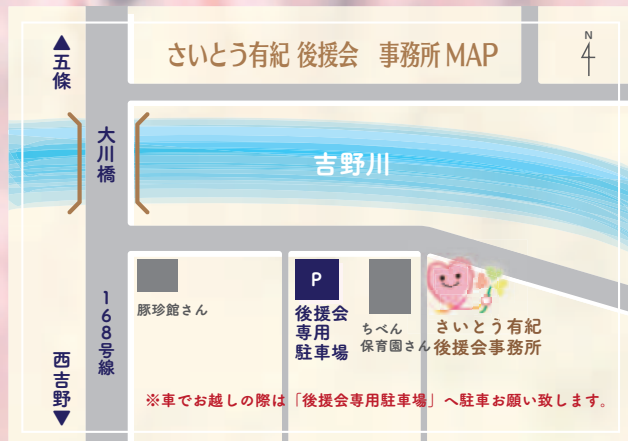 さいとう有紀 後援会　事務所 MAP
N
4
▲五條
大川橋
吉野川
168号線
西吉野▼
豚珍館さん
P
後援会
専用
駐車場
ちべん
保育園さん
さいとう有紀
後援会事務所
※車でお越しの際は「後援会専用駐車場」へ駐車お願い致します。